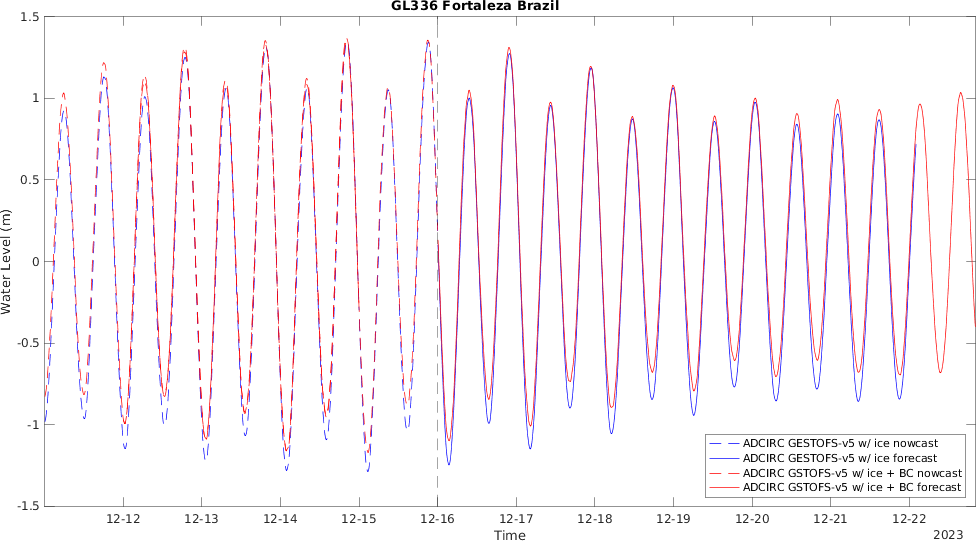 GL336 Fortaleza Brazil
Water Level (m)
1.5
1
0.5
0
-0.5
-1
-1.5
ADCIRC GESTOFS-v5 w/ ice nowcast
ADCIRC GESTOFS-v5 w/ ice forecast
ADCIRC GSTOFS-v5 w/ ice + BC nowcast
ADCIRC GSTOFS-v5 w/ ice + BC forecast
12-12 12-13 12-14 12-15 12-16 12-17 12-18 12-19 12-20 12-21 12-22
Time
2023